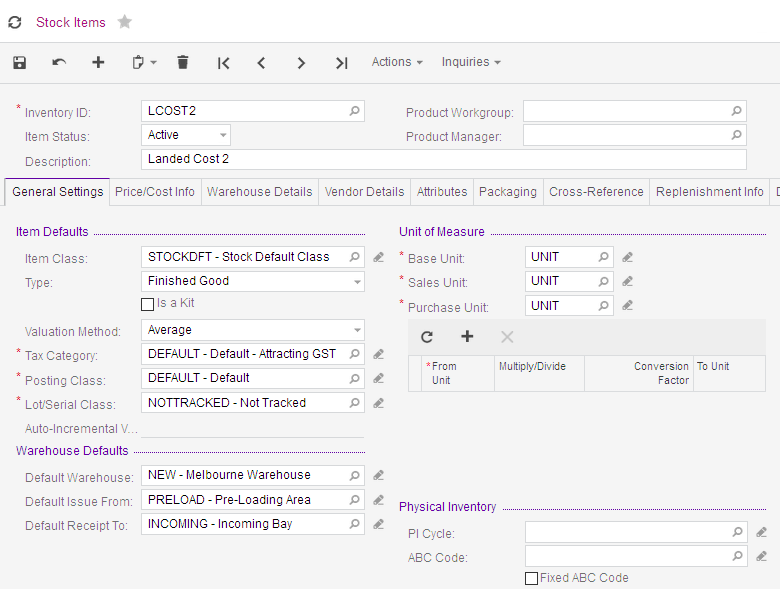 Stock Items
Actions Inquiries
* Inventory ID: LCOST2 Product Workgroup:
Item Status: Active Product Manager:
Description: Landed Cost 2
General Settings Price/Cost Info Warehouse Details Vendor Details Attributes Packaging Cross-Reference Replenishment Info
Item Defaults
Item Class: STOCKDFT - Stock Default Class
Type: Finished Good
Is a Kit
Valuation Method: Average
* Tax Category: DEFAULT - Default - Attracting GST
* Posting Class: DEFAULT - Default
* Lot/Serial Class: NOTTRACKED - Not Tracked
Auto-Incremental V...
Warehouse Defaults
Default Warehouse: NEW - Melbourne Warehouse
Default Issue From: PRELOAD - Pre-Loading Area
Default Receipt To: INCOMING - Incoming Bay
Unit of Measure
* Base Unit: UNIT
* Sales Unit: UNIT
* Purchase Unit: UNIT
* From Multiply/Divide Conversion To Unit
Unit Factor
Physical Inventory
PI Cycle:
ABC Code:
Fixed ABC Code